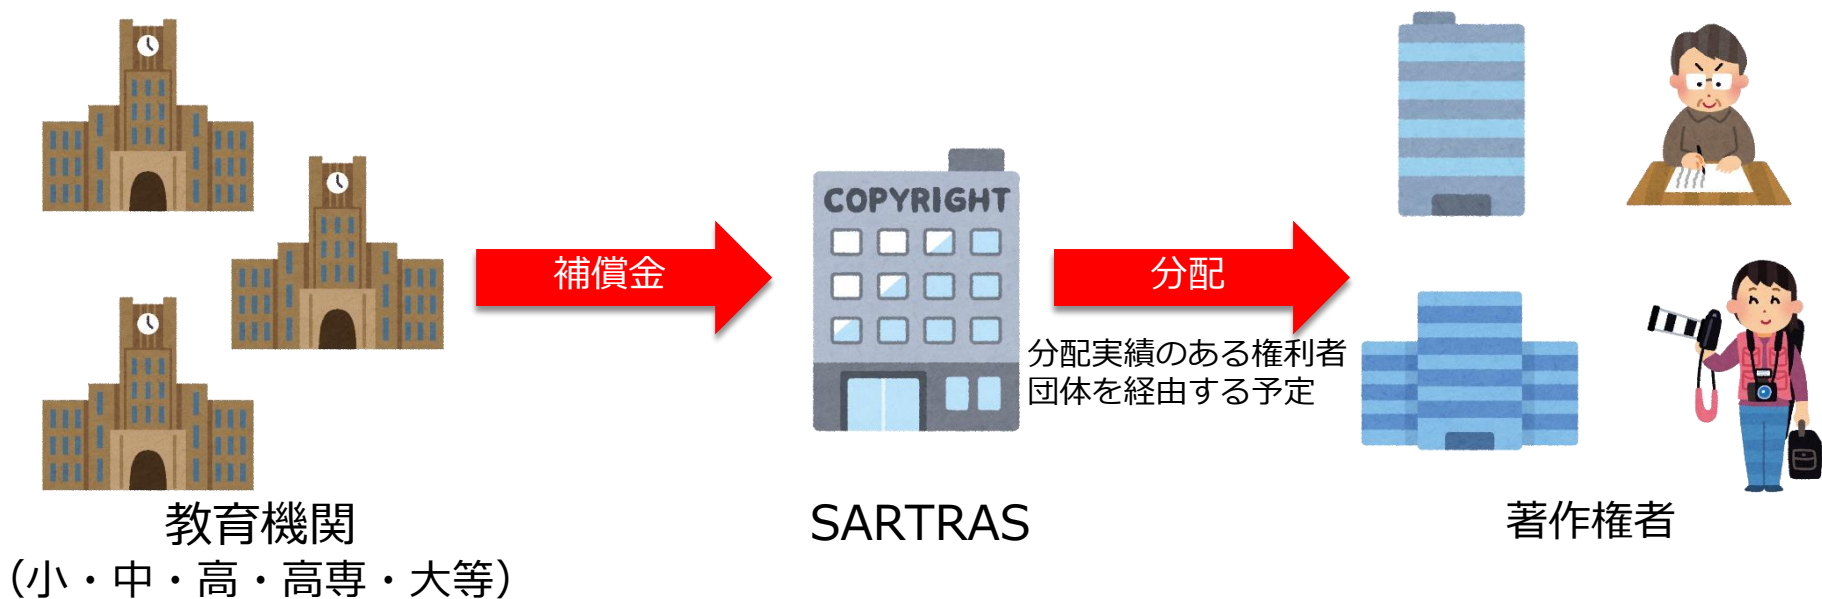 COPYRIGHT
補償金
分配
分配実績のある権利者
団体を経由する予定
教育機関
（小・中・高・高専・大等）
SARTRAS
著作権者